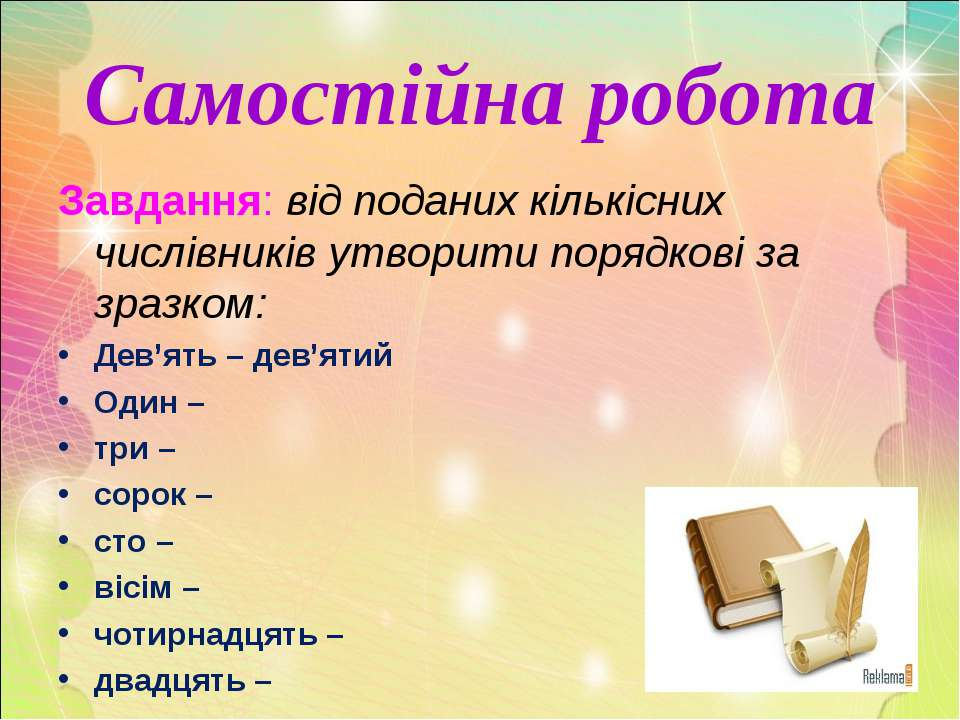 Самостійна робота
Завдання: від поданих кількісних
числівників утворити порядкові за
зразком:
• Дев’ять – дев’ятий
• Один –
• три –
• сорок –
• сто –
• вісім –
• чотирнадцять –
• двадцять –
Reklama